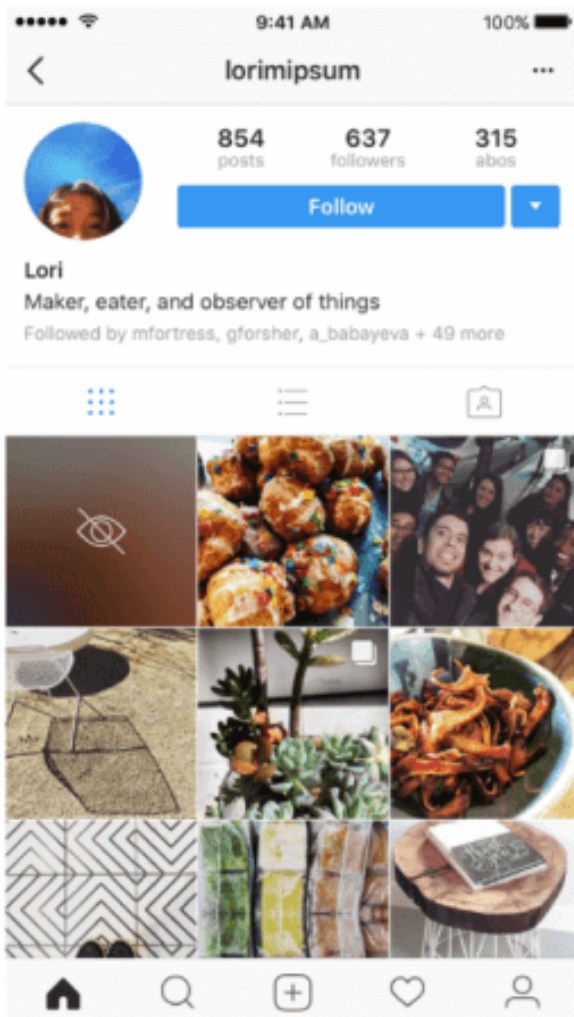 9:41 AM 100%
lorimipsum
854 637 315
posts followers abos
Follow
Lori
Maker, eater, and observer of things
Followed by mfortress, gforsher, a_babayeva + 49 more